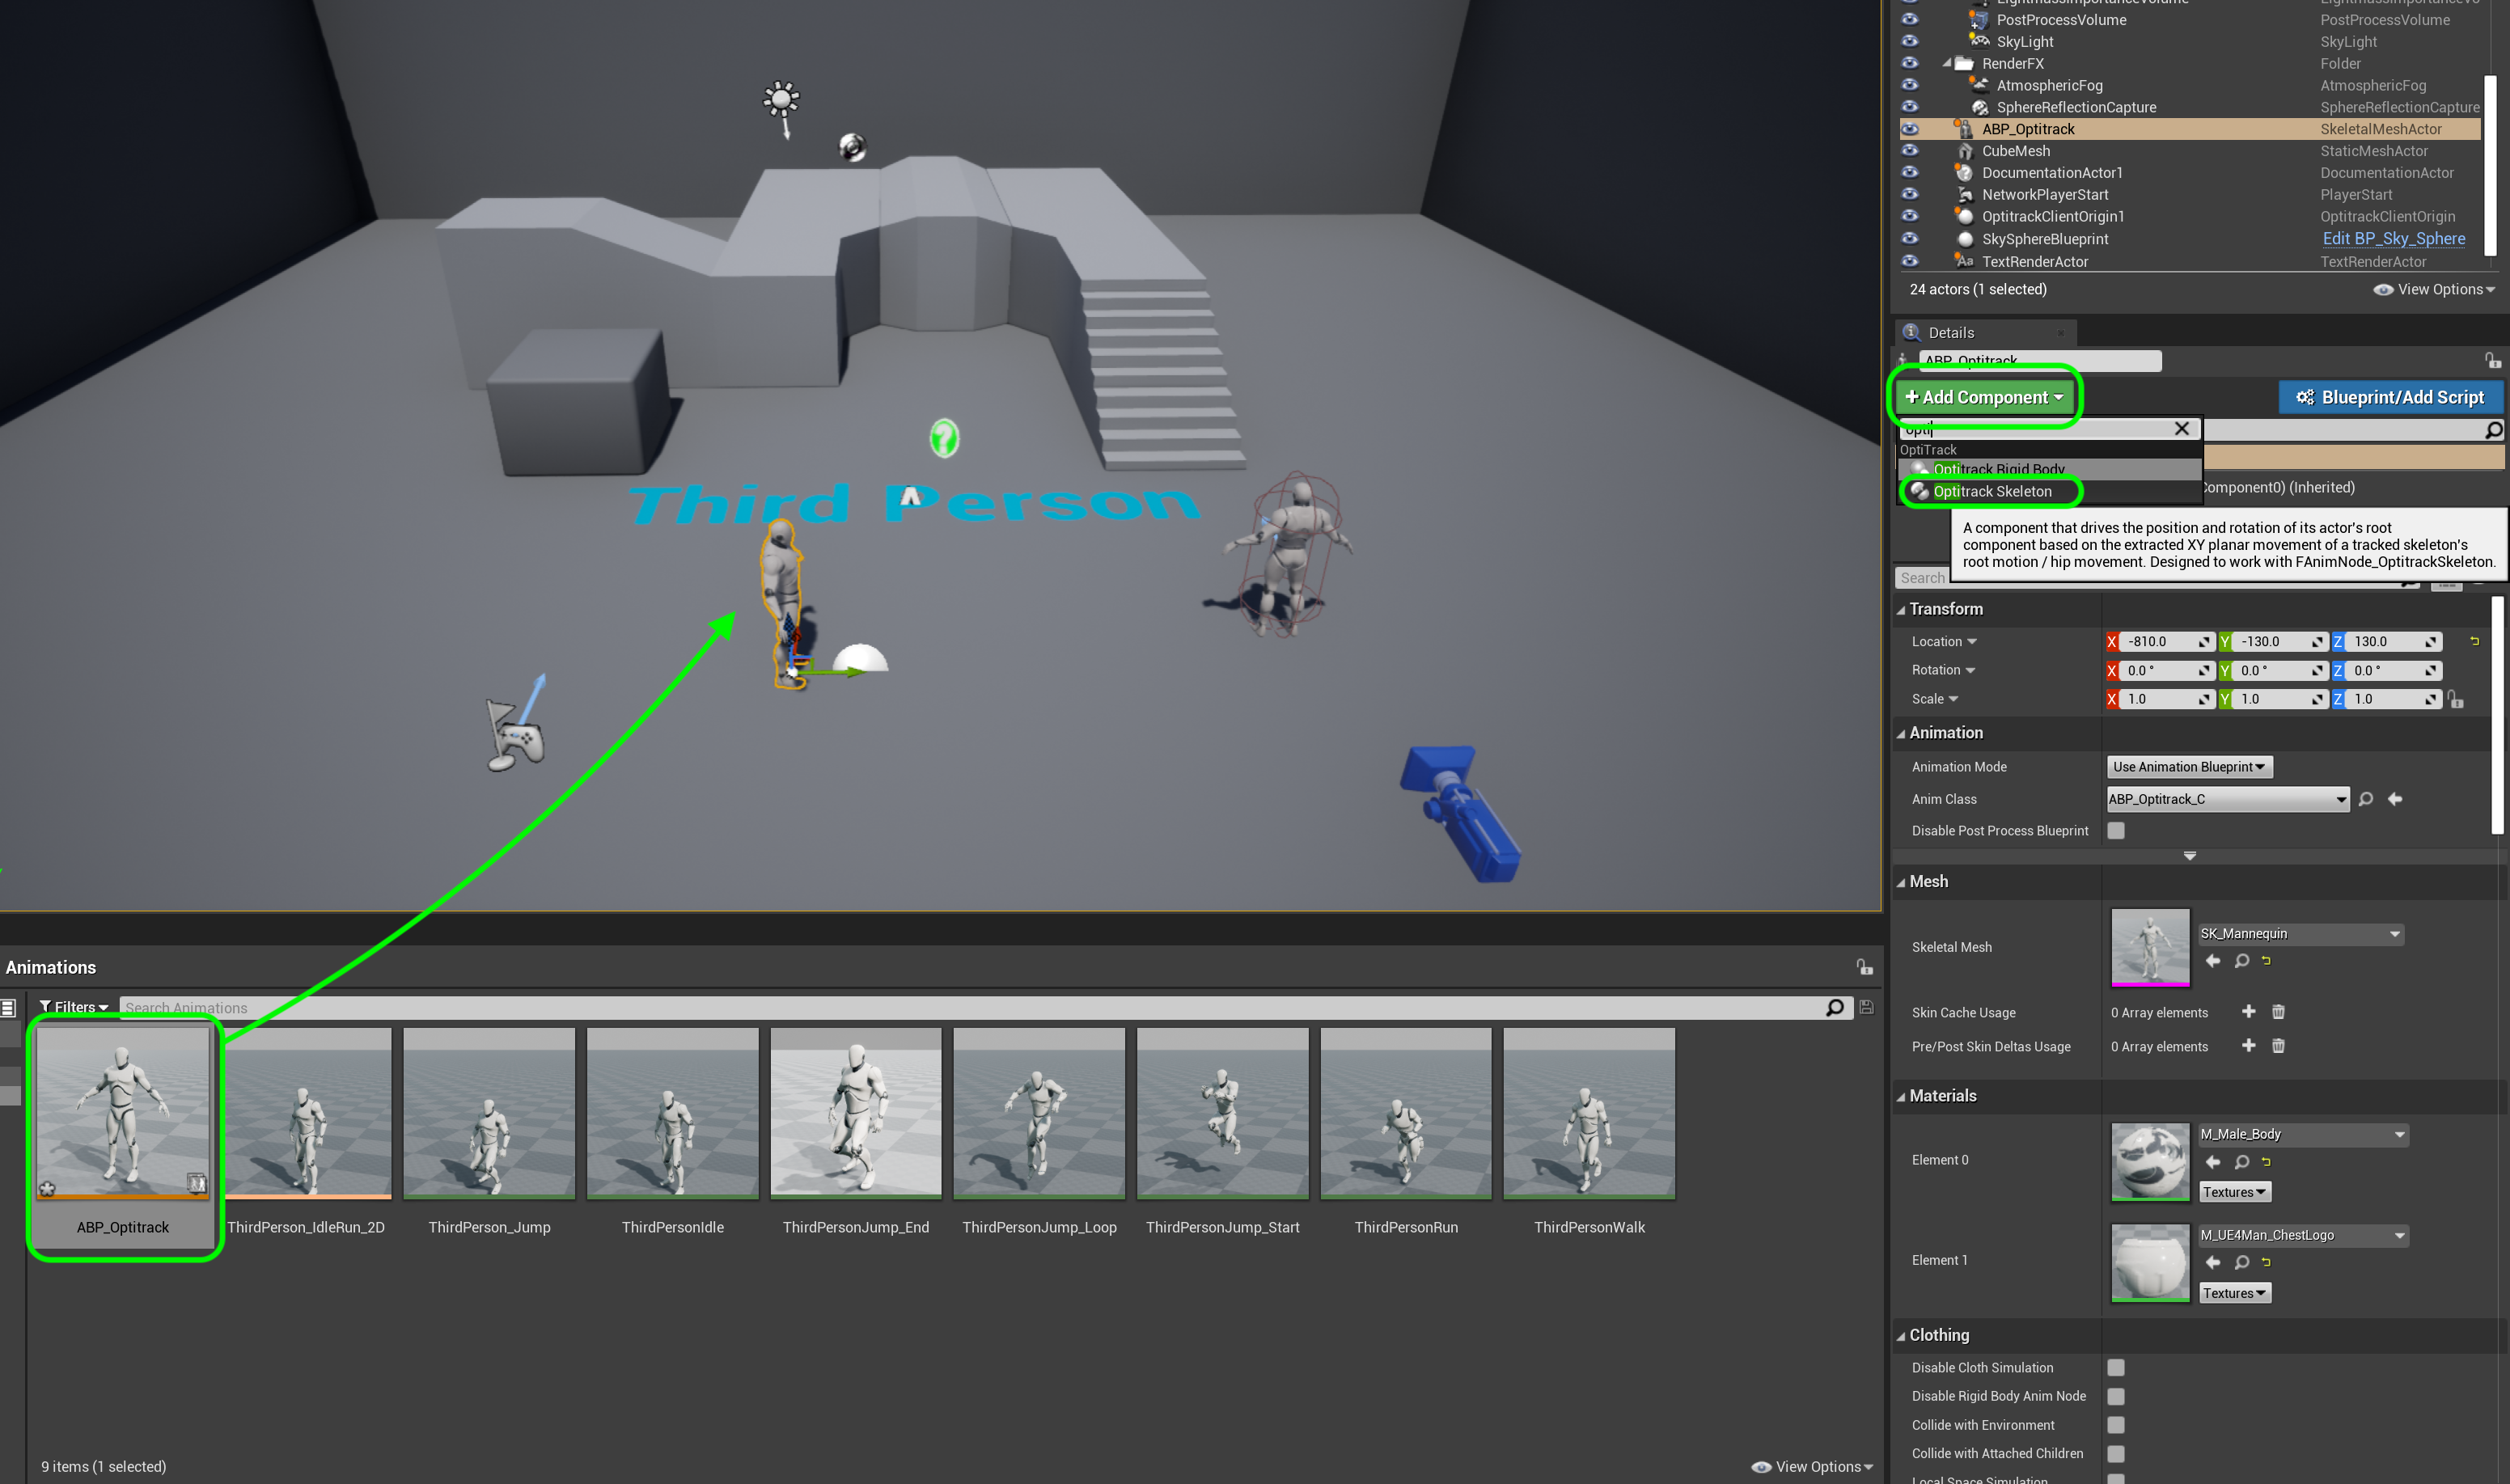 LightmassImportanceVolume
PostProcessVolume PostProcessVolume
SkyLight SkyLight
RenderFX Folder
AtmosphericFog AtmosphericFog
SphereReflectionCapture SphereReflectionCapture
ABP_Optitrack SkeletalMeshActor
CubeMesh StaticMeshActor
DocumentationActor1 DocumentationActor
NetworkPlayerStart PlayerStart
OptitrackClientOrigin1 OptitrackClientOrigin
SkySphereBlueprint Edit BP_Sky_Sphere
TextRenderActor TextRenderActor
24 actors (1 selected) View Options
Details
ABP_Optitrack
+ Add Component Blueprint/Add Script
opti
OptiTrack
Optitrack Rigid Body
Optitrack Skeleton
Component0) (Inherited)
A component that drives the position and rotation of its actor's root
component based on the extracted XY planar movement of a tracked skeleton's
root motion / hip movement. Designed to work with FAnimNode_OptitrackSkeleton.
Search
Transform
Location X -810.0 Y -130.0 Z 130.0
Rotation X 0.0 ° Y 0.0 ° Z 0.0 °
Scale X 1.0 Y 1.0 Z 1.0
Animation
Animation Mode Use Animation Blueprint
Anim Class ABP_Optitrack_C
Disable Post Process Blueprint
Mesh
Skeletal Mesh SK_Mannequin
Skin Cache Usage 0 Array elements
Pre/Post Skin Deltas Usage 0 Array elements
Materials
Element 0 M_Male_Body
Textures
Element 1 M_UE4Man_ChestLogo
Textures
Clothing
Disable Cloth Simulation
Disable Rigid Body Anim Node
Collide with Environment
Collide with Attached Children
Local Space Simulation
Third Person
Animations
Filters Search Animations
ABP_Optitrack ThirdPerson_IdleRun_2D ThirdPerson_Jump ThirdPersonIdle ThirdPersonJump_End ThirdPersonJump_Loop ThirdPersonJump_Start ThirdPersonRun ThirdPersonWalk
9 items (1 selected) View Options